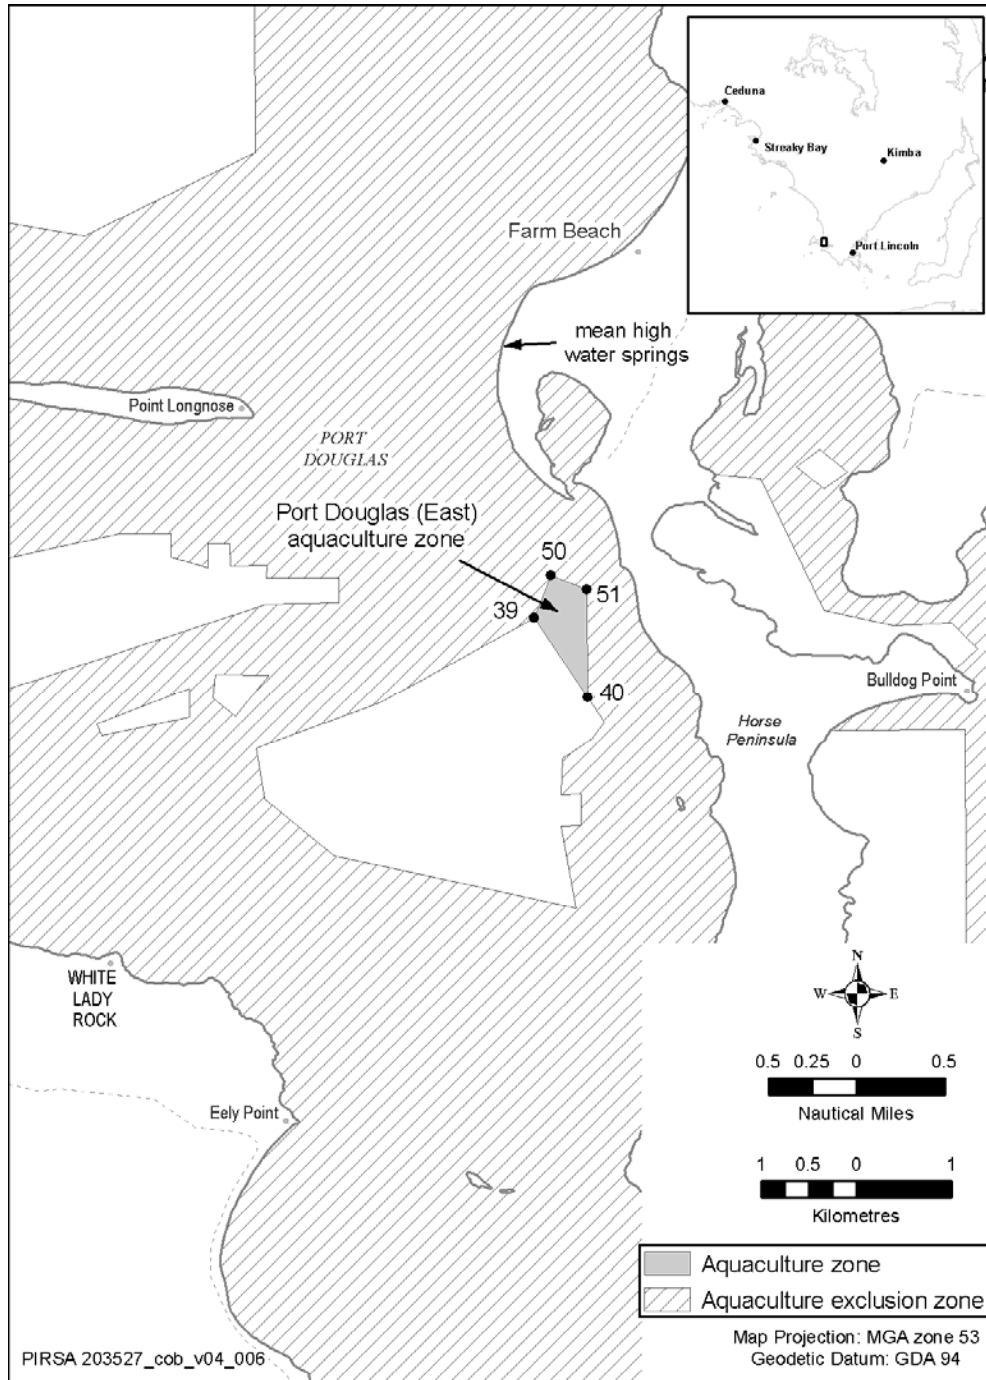 Ceduna
Streaky Bay
Kimba
Port Lincoln
Farm Beach
mean high
water springs
Point Longnose
PORT
DOUGLAS
Port Douglas (East)
aquaculture zone
50
51
39
40
Bulldog Point
Horse
Peninsula
WHITE
LADY
ROCK
Eely Point
N
W E
S
0.5 0.25 0 0.5
Nautical Miles
1 0.5 0 1
Kilometres
Aquaculture zone
Aquaculture exclusion zone
PIRSA 203527_cob_v04_006
Map Projection: MGA zone 53
Geodetic Datum: GDA 94